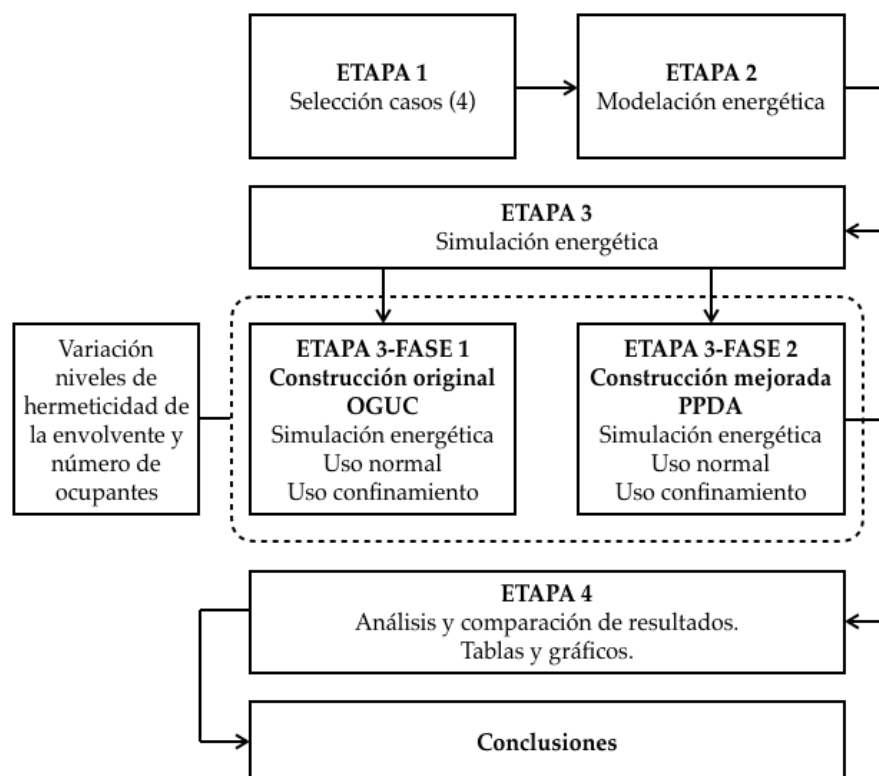 ETAPA 1
Selección casos (4)
ETAPA 2
Modelación energética
ETAPA 3
Simulación energética
Variación
niveles de
hermeticidad de
la envolvente y
número de
ocupantes
ETAPA 3-FASE 1
Construcción original
OGUC
Simulación energética
Uso normal
Uso confinamiento
ETAPA 3-FASE 2
Construcción mejorada
PPDA
Simulación energética
Uso normal
Uso confinamiento
ETAPA 4
Análisis y comparación de resultados.
Tablas y gráficos.
Conclusiones